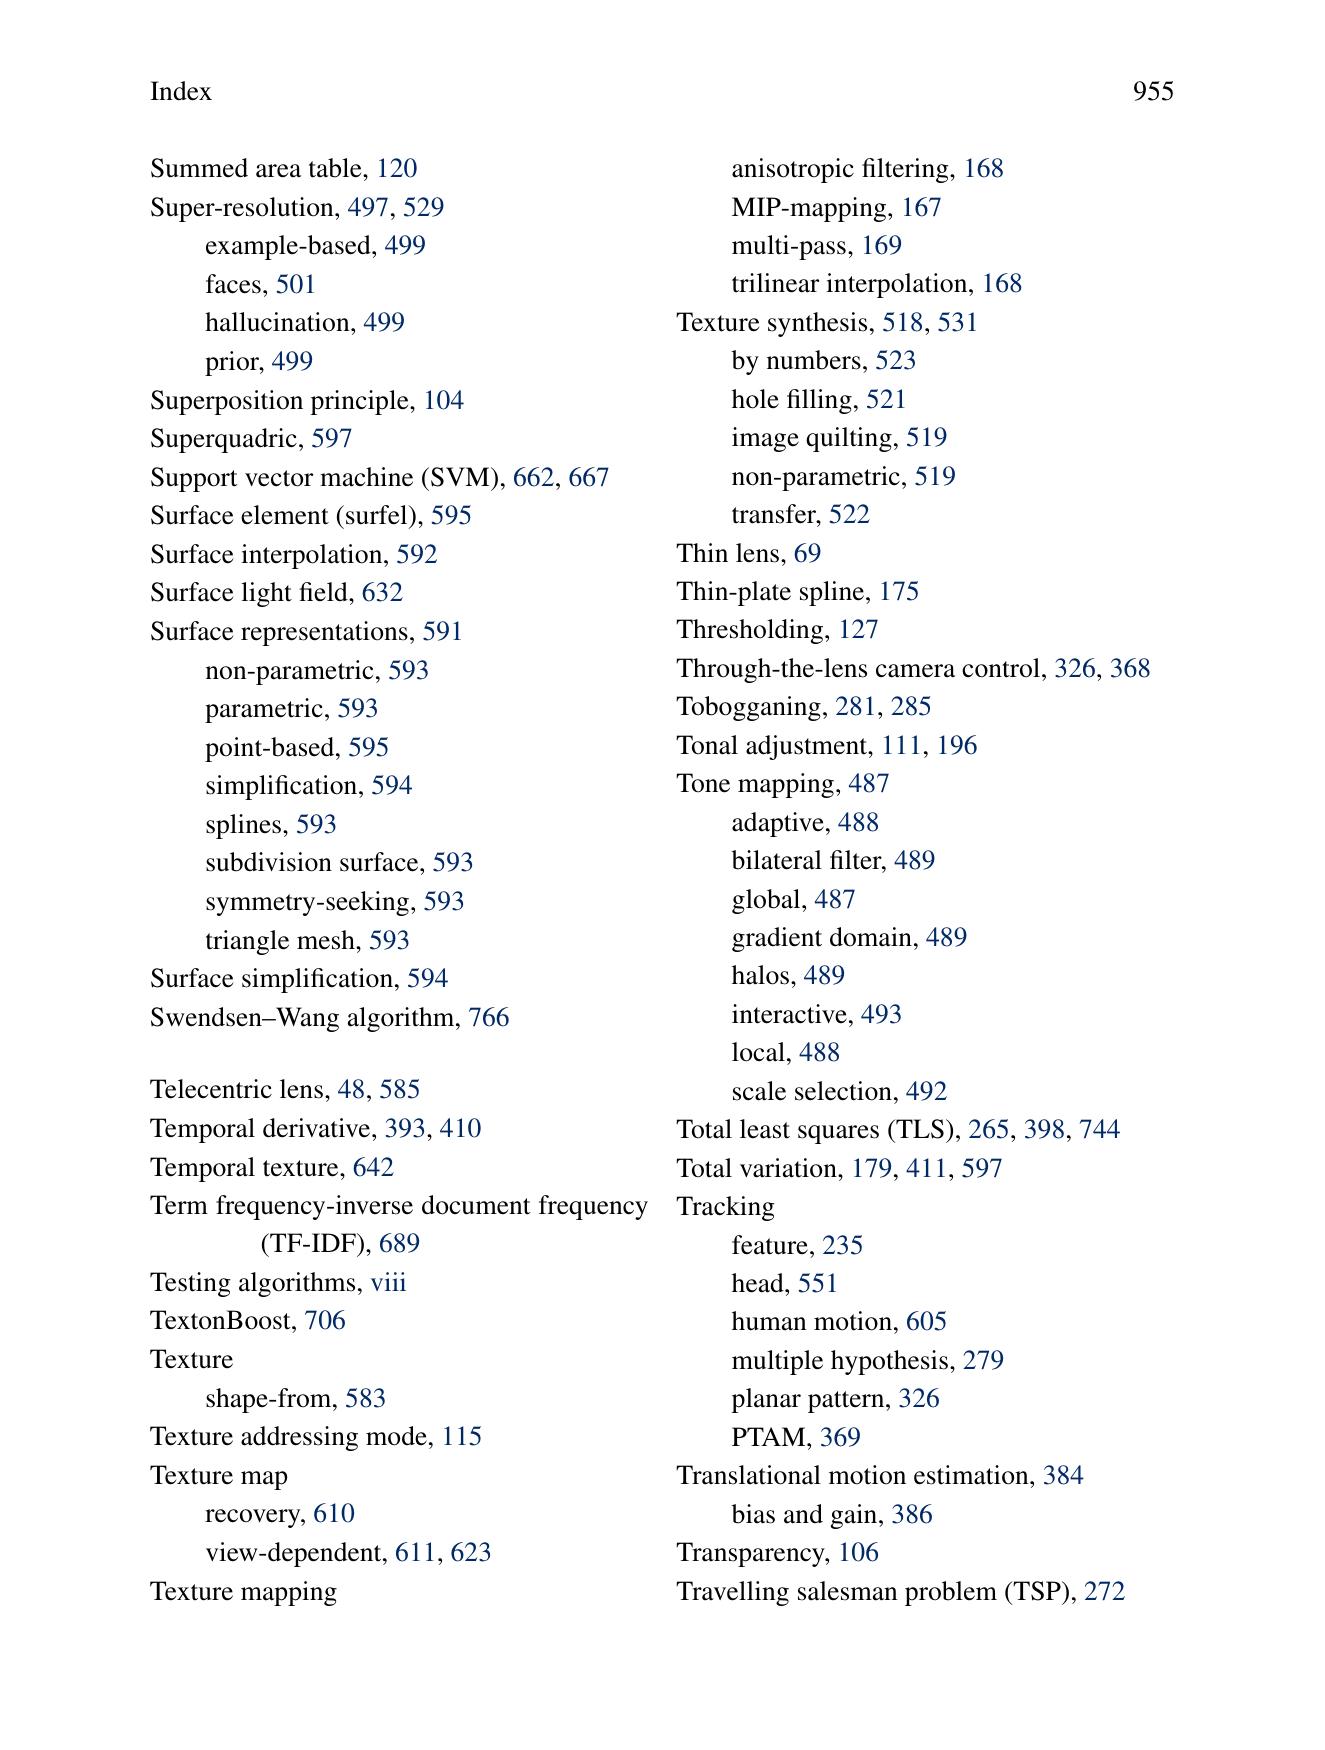 Index 955
Summed area table, 120
Super-resolution, 497, 529
example-based, 499
faces, 501
hallucination, 499
prior, 499
Superposition principle, 104
Superquadric, 597
Support vector machine (SVM), 662, 667
Surface element (surfel), 595
Surface interpolation, 592
Surface light field, 632
Surface representations, 591
non-parametric, 593
parametric, 593
point-based, 595
simplification, 594
splines, 593
subdivision surface, 593
symmetry-seeking, 593
triangle mesh, 593
Surface simplification, 594
Swendsen–Wang algorithm, 766
Telecentric lens, 48, 585
Temporal derivative, 393, 410
Temporal texture, 642
Term frequency-inverse document frequency
(TF-IDF), 689
Testing algorithms, viii
TextonBoost, 706
Texture
shape-from, 583
Texture addressing mode, 115
Texture map
recovery, 610
view-dependent, 611, 623
Texture mapping
anisotropic filtering, 168
MIP-mapping, 167
multi-pass, 169
trilinear interpolation, 168
Texture synthesis, 518, 531
by numbers, 523
hole filling, 521
image quilting, 519
non-parametric, 519
transfer, 522
Thin lens, 69
Thin-plate spline, 175
Thresholding, 127
Through-the-lens camera control, 326, 368
Tobogganing, 281, 285
Tonal adjustment, 111, 196
Tone mapping, 487
adaptive, 488
bilateral filter, 489
global, 487
gradient domain, 489
halos, 489
interactive, 493
local, 488
scale selection, 492
Total least squares (TLS), 265, 398, 744
Total variation, 179, 411, 597
Tracking
feature, 235
head, 551
human motion, 605
multiple hypothesis, 279
planar pattern, 326
PTAM, 369
Translational motion estimation, 384
bias and gain, 386
Transparency, 106
Travelling salesman problem (TSP), 272